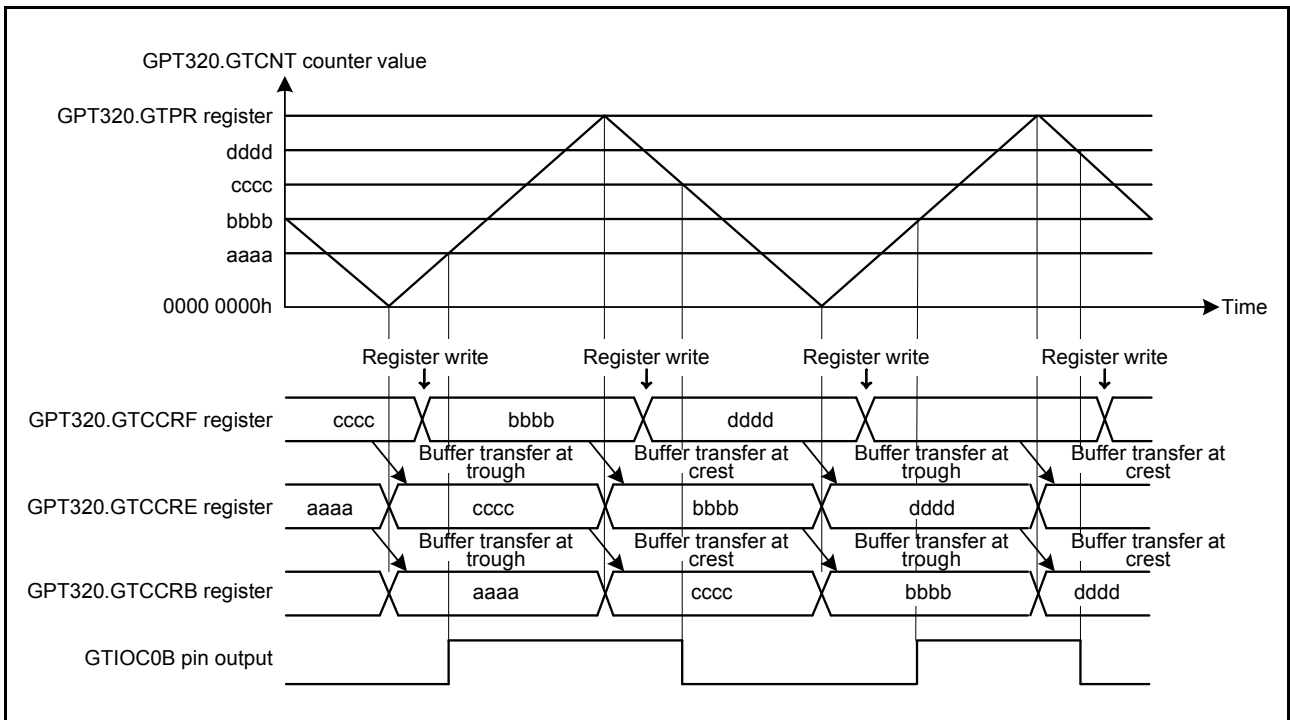 GPT320.GTCNT counter value
GPT320.GTPR register
dddd
cccc
bbbb
aaaa
0000 0000h
Time
Register write Register write Register write Register write
GPT320.GTCCRF register cccc bbbb dddd
Buffer transfer at Buffer transfer at Buffer transfer at Buffer transfer at
trough crest trough crest
GPT320.GTCCRE register aaaa cccc bbbb dddd
Buffer transfer at Buffer transfer at Buffer transfer at Buffer transfer at
trough crest trough crest
GPT320.GTCCRB register aaaa cccc bbbb dddd
GTIOC0B pin output